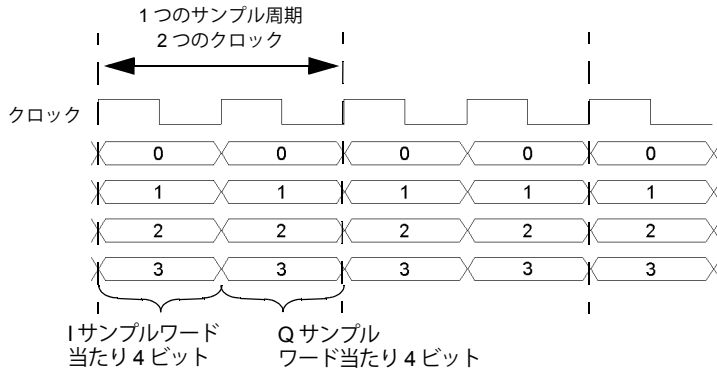 1 つのサンプル周期
2 つのクロック
クロック
0 0 0 0 0
1 1 1 1 1
2 2 2 2 2
3 3 3 3 3
I サンプルワード
当たり 4 ビット
Q サンプル
ワード当たり 4 ビット